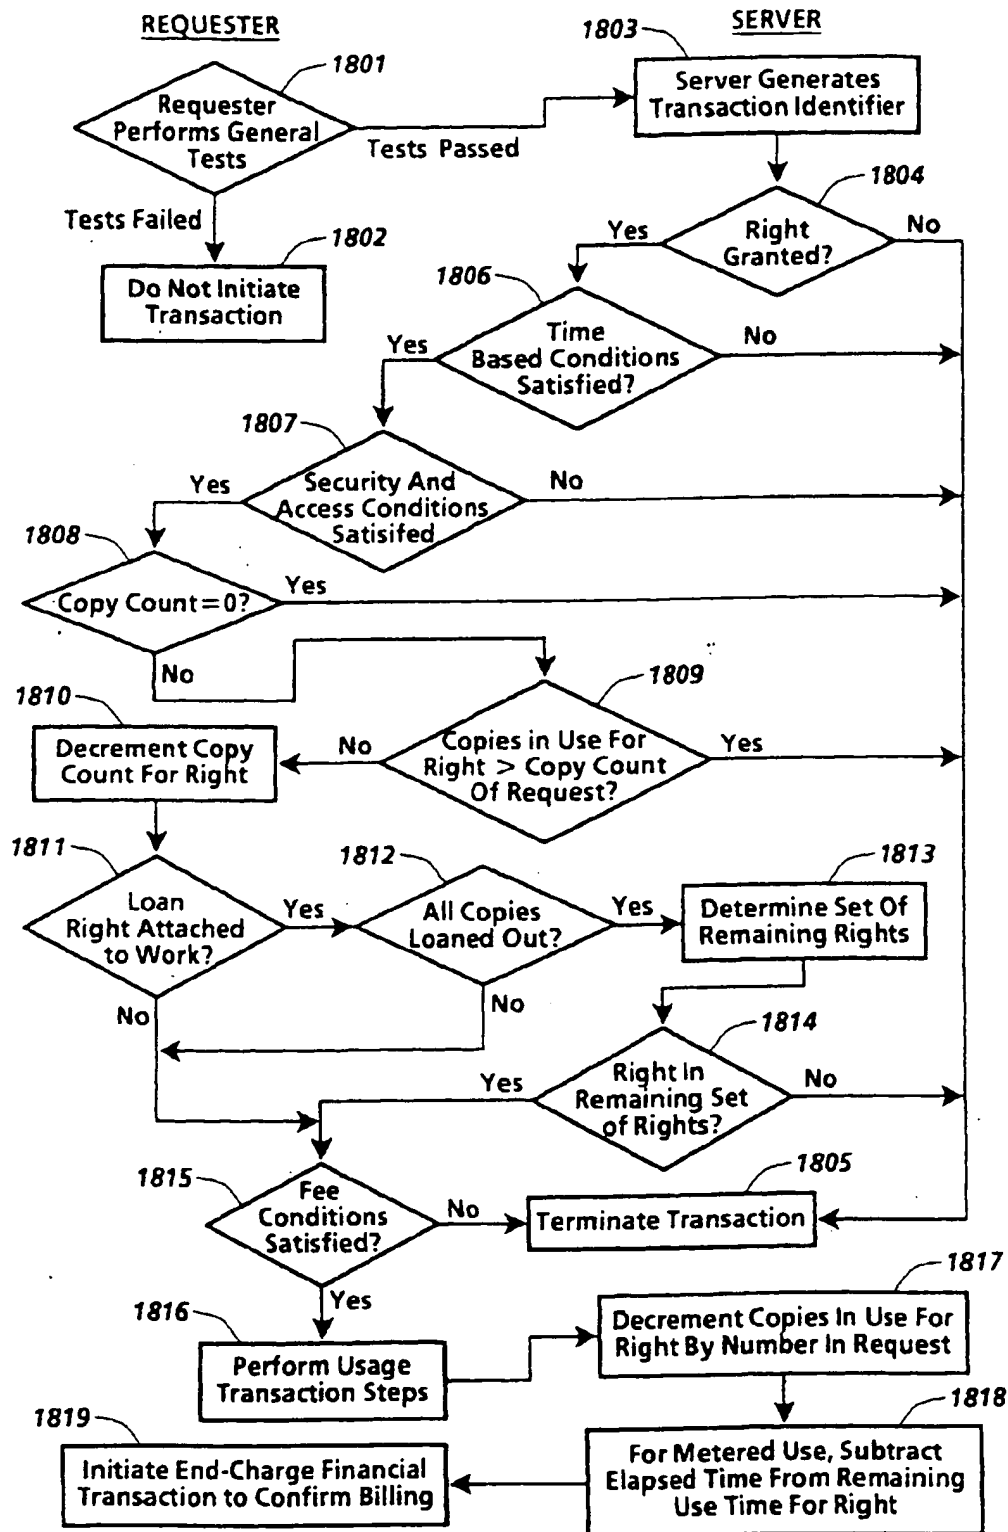 REQUESTER
SERVER
1801
Requester
Performs General
Tests
Tests Passed
Tests Failed
1802
Do Not Initiate
Transaction
1803
Server Generates
Transaction Identifier
1804
Right
Granted?
Yes
No
1806
Time
Based Conditions
Satisfied?
Yes
No
1807
Security And
Access Conditions
Satisifed
Yes
No
1808
Copy Count=0?
Yes
No
1809
Copies in Use For
Right > Copy Count
Of Request?
No
Yes
1810
Decrement Copy
Count For Right
1811
Loan
Right Attached
to Work?
Yes
No
1812
All Copies
Loaned Out?
Yes
No
1813
Determine Set Of
Remaining Rights
1814
Right In
Remaining Set
of Rights?
Yes
No
1815
Fee
Conditions
Satisfied?
No
Yes
1805
Terminate Transaction
1816
Perform Usage
Transaction Steps
1817
Decrement Copies In Use For
Right By Number In Request
1818
For Metered Use, Subtract
Elapsed Time From Remaining
Use Time For Right
1819
Initiate End-Charge Financial
Transaction to Confirm Billing